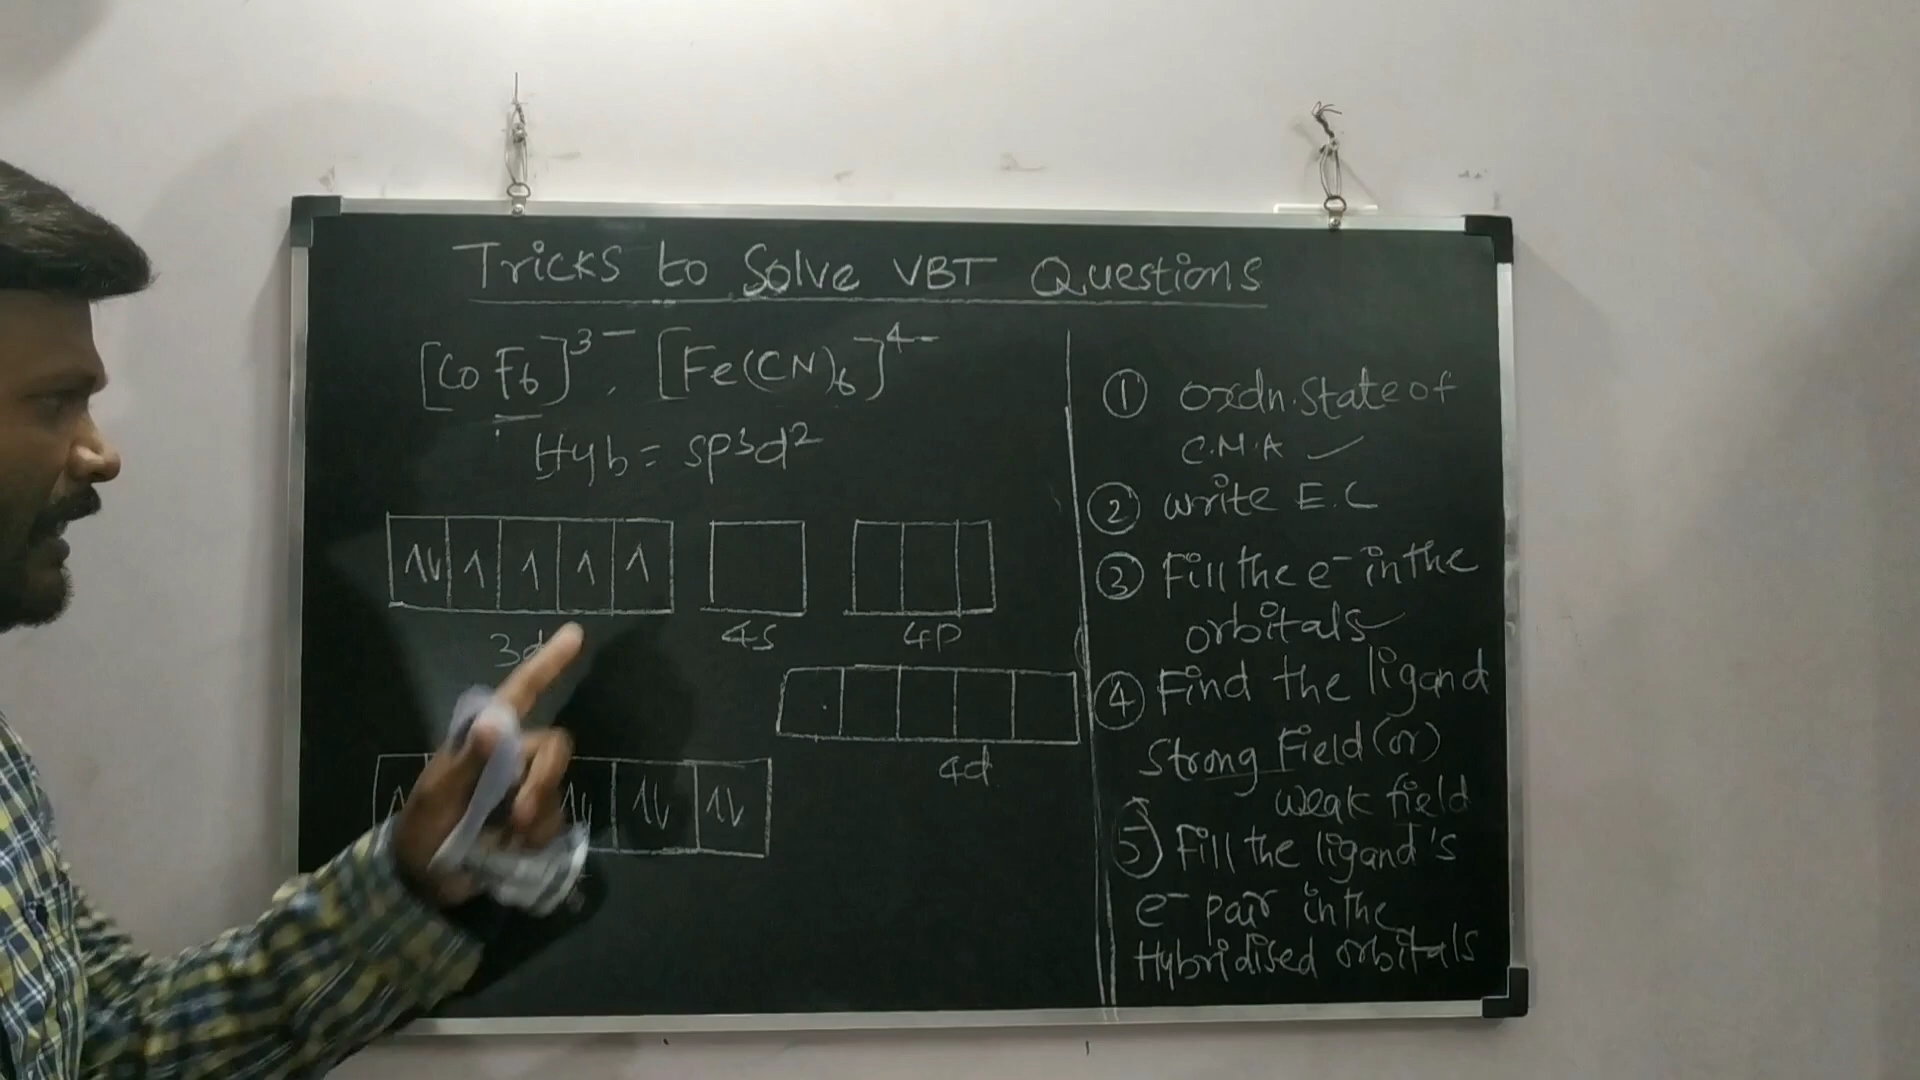 Tricks to Solve VBT Questions
[CoF6]3-, [Fe(CN)6]4-
Hyb = sp3d2
1↓ 1 1 1 1
3d 4s 4p
4d
1↓ 1↓ 1↓
① oxdn. state of
C.M.A ✓
② write E.C
③ Fill the e- in the
orbitals
④ Find the ligand
Strong Field (or)
weak field
⑤ Fill the ligand's
e- pair in the
Hybridised orbitals